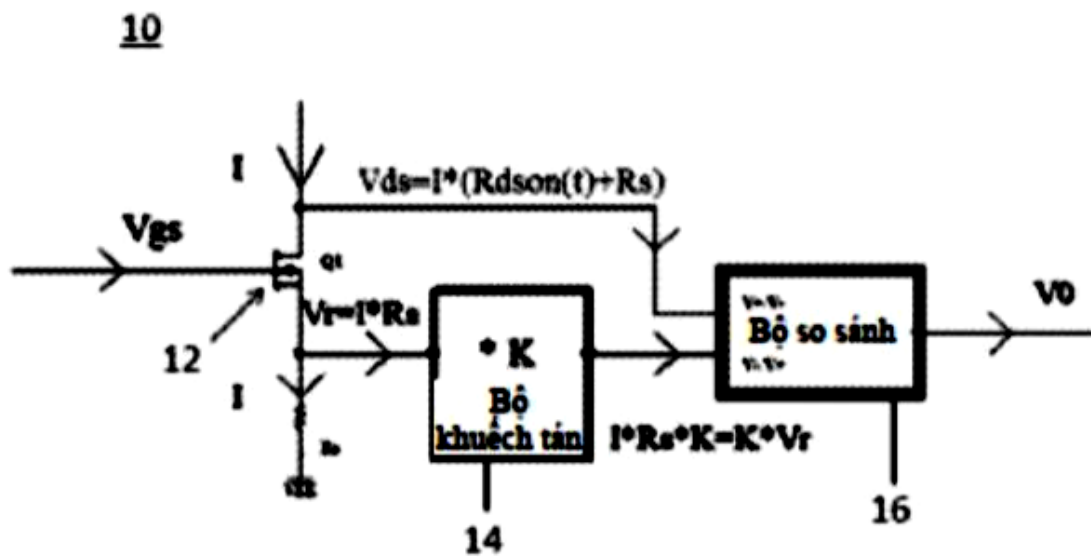 10
I
Vds=I*(Rdson(t)+Rs)
Vgs
Q1
V0
Vr=I*Rs
* K
Bộ so sánh
12
I
Bộ
khuếch tán
I*Rs*K=K*Vr
14
16